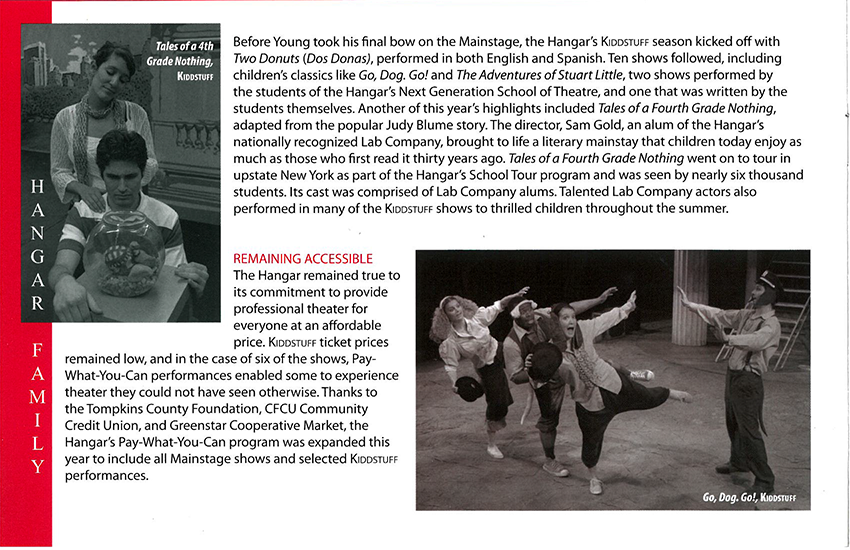 Tales of a 4th
Grade Nothing,
KIDDSTUFF
HANGAR
FAMILY
Before Young took his final bow on the Mainstage, the Hangar's KIDDSTUFF season kicked off with
Two Donuts (Dos Donas), performed in both English and Spanish. Ten shows followed, including
children's classics like Go, Dog. Go! and The Adventures of Stuart Little, two shows performed by
the students of the Hangar's Next Generation School of Theatre, and one that was written by the
students themselves. Another of this year's highlights included Tales of a Fourth Grade Nothing,
adapted from the popular Judy Blume story. The director, Sam Gold, an alum of the Hangar's
nationally recognized Lab Company, brought to life a literary mainstay that children today enjoy as
much as those who first read it thirty years ago. Tales of a Fourth Grade Nothing went on to tour in
upstate New York as part of the Hangar's School Tour program and was seen by nearly six thousand
students. Its cast was comprised of Lab Company alums. Talented Lab Company actors also
performed in many of the KIDDSTUFF shows to thrilled children throughout the summer.
REMAINING ACCESSIBLE
The Hangar remained true to
its commitment to provide
professional theater for
everyone at an affordable
price. KIDDSTUFF ticket prices
remained low, and in the case of six of the shows, Pay-
What-You-Can performances enabled some to experience
theater they could not have seen otherwise. Thanks to
the Tompkins County Foundation, CFCU Community
Credit Union, and Greenstar Cooperative Market, the
Hangar's Pay-What-You-Can program was expanded this
year to include all Mainstage shows and selected KIDDSTUFF
performances.
Go, Dog. Go!, KIDDSTUFF